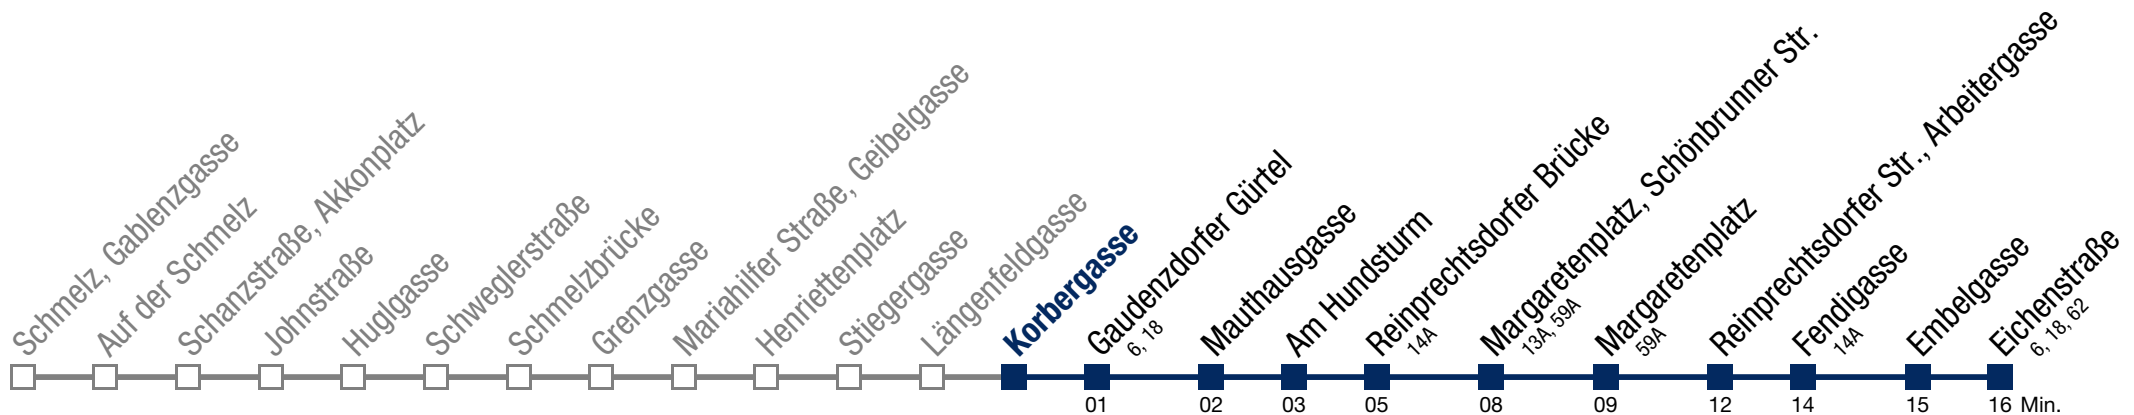 Schmelz, Gablenzgasse
Auf der Schmelz
Schanzstraße, Akkonplatz
Johnstraße
Huglgasse
Schweglerstraße
Schmelzbrücke
Grenzgasse
Mariahilfer Straße, Geibelgasse
Henriettenplatz
Stiegergasse
Längenfeldgasse
Korbergasse
Gaudenzdorfer Gürtel
6, 18
Mauthausgasse
Am Hundsturm
Reinprechtsdorfer Brücke
14A
Margaretenplatz, Schönbrunner Str.
13A, 59A
Margaretenplatz
59A
Reinprechtsdorfer Str., Arbeitergasse
Fendigasse
14A
Embelgasse
Eichenstraße
6, 18, 62
01 02 03 05 08 09 12 14 15 16 Min.